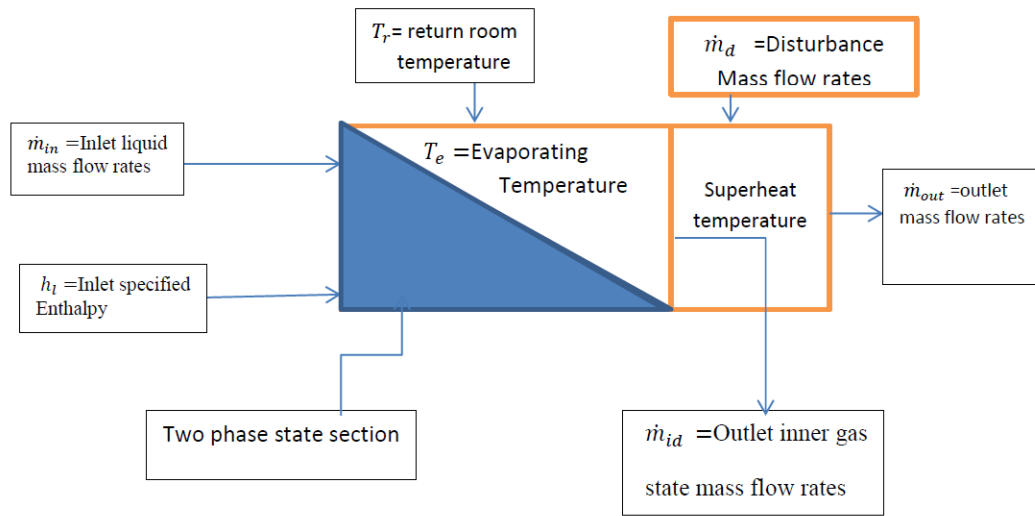 T_r= return room
temperature
ṁ_d =Disturbance
Mass flow rates
ṁ_in =Inlet liquid
mass flow rates
T_e =Evaporating
Temperature
Superheat
temperature
ṁ_out =outlet
mass flow rates
h_l =Inlet specified
Enthalpy
Two phase state section
ṁ_id =Outlet inner gas
state mass flow rates